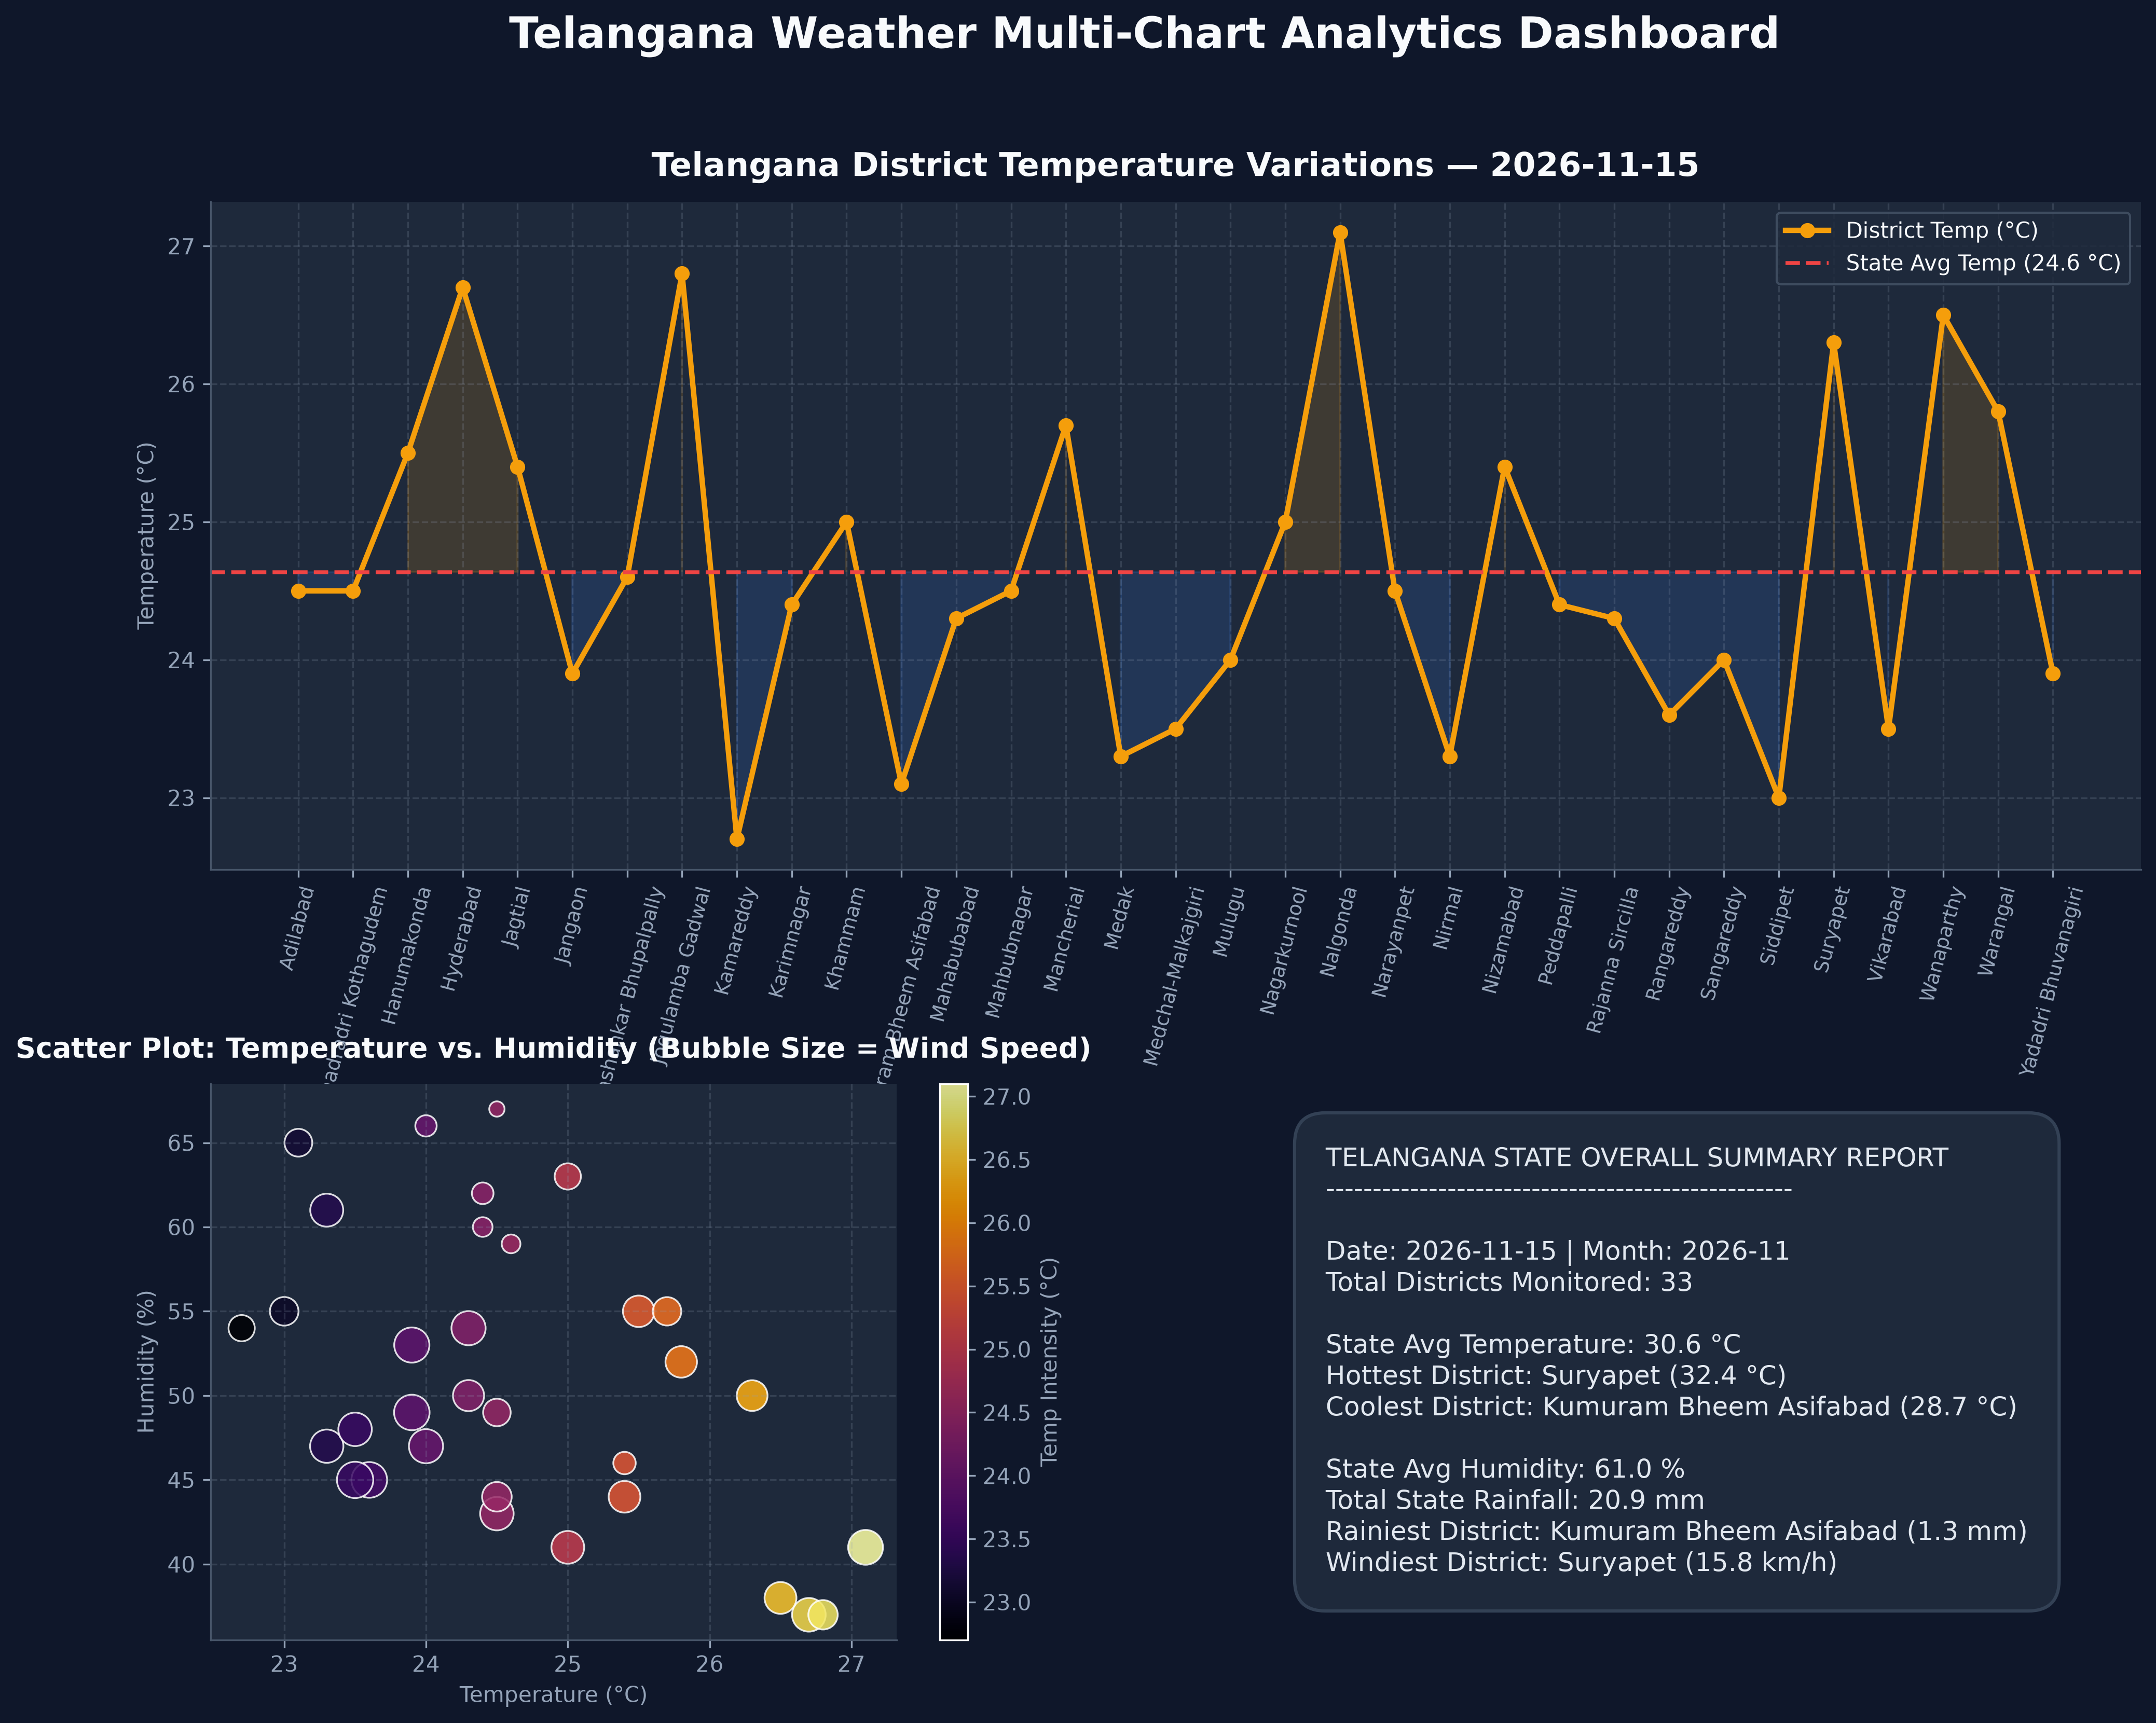 Telangana Weather Multi-Chart Analytics Dashboard
Telangana District Temperature Variations — 2026-11-15
District Temp (°C)
State Avg Temp (24.6 °C)
Temperature (°C)
27
26
25
24
23
Adilabad
Kothagudem
Hanumakonda
Hyderabad
Jagtial
Jangaon
Bhupalpally
Gadwal
Kamareddy
Karimnagar
Khammam
Bheem Asifabad
Mahabubabad
Mahbubnagar
Mancherial
Medak
Medchal-Malkajgiri
Mulugu
Nagarkurnool
Nalgonda
Narayanpet
Nirmal
Nizamabad
Peddapalli
Rajanna Sircilla
Rangareddy
Sangareddy
Siddipet
Suryapet
Vikarabad
Wanaparthy
Warangal
Yadadri Bhuvanagiri
Scatter Plot: Temperature vs. Humidity (Bubble Size = Wind Speed)
Humidity (%)
65
60
55
50
45
40
23
24
25
26
27
Temperature (°C)
27.0
26.5
26.0
25.5
25.0
24.5
24.0
23.5
23.0
Temp Intensity (°C)
TELANGANA STATE OVERALL SUMMARY REPORT
--------------------------------------------------
Date: 2026-11-15 | Month: 2026-11
Total Districts Monitored: 33
State Avg Temperature: 30.6 °C
Hottest District: Suryapet (32.4 °C)
Coolest District: Kumuram Bheem Asifabad (28.7 °C)
State Avg Humidity: 61.0 %
Total State Rainfall: 20.9 mm
Rainiest District: Kumuram Bheem Asifabad (1.3 mm)
Windiest District: Suryapet (15.8 km/h)